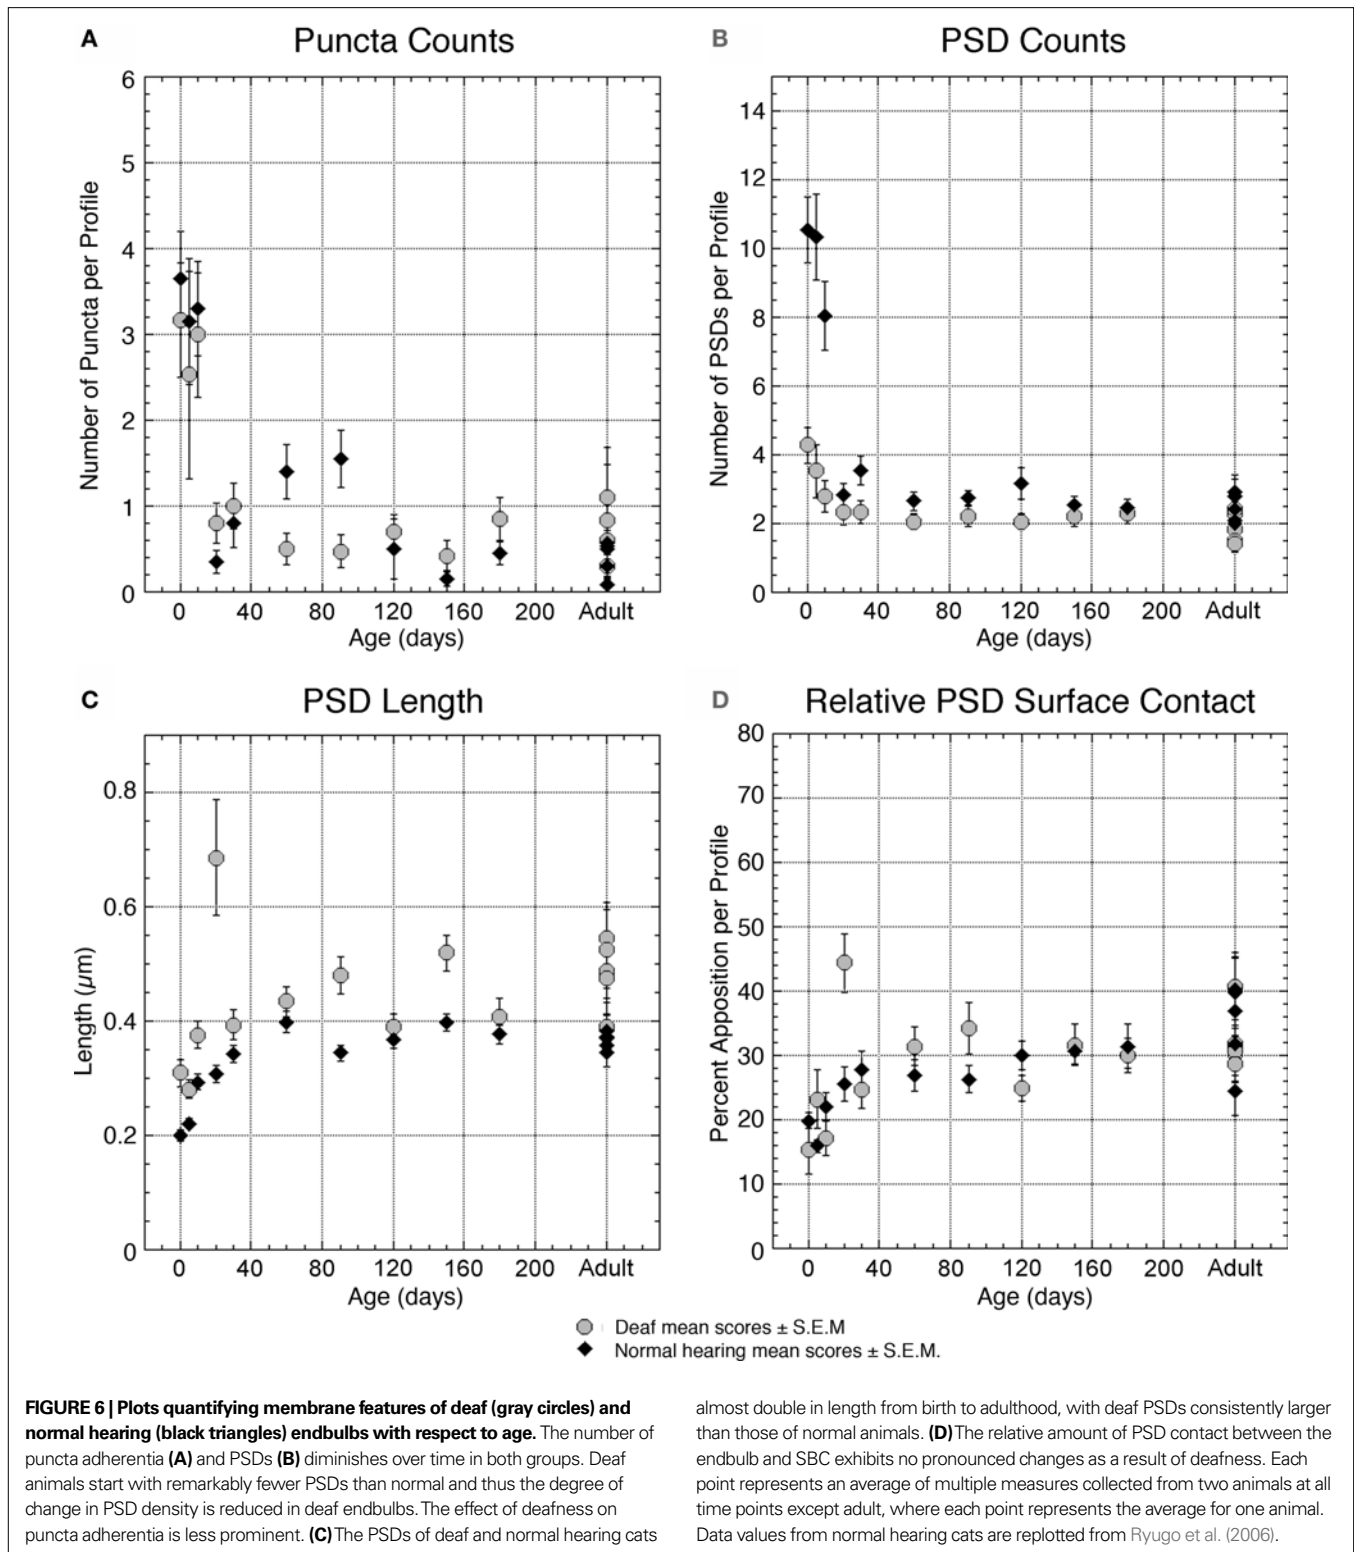 A Puncta Counts
Number of Puncta per Profile
6
5
4
3
2
1
0
0 40 80 120 160 200 Adult
Age (days)
B PSD Counts
Number of PSDs per Profile
14
12
10
8
6
4
2
0
0 40 80 120 160 200 Adult
Age (days)
C PSD Length
Length (µm)
0.8
0.6
0.4
0.2
0
0 40 80 120 160 200 Adult
Age (days)
D Relative PSD Surface Contact
Percent Apposition per Profile
80
70
60
50
40
30
20
10
0
0 40 80 120 160 200 Adult
Age (days)
Deaf mean scores ± S.E.M
Normal hearing mean scores ± S.E.M.
FIGURE 6 | Plots quantifying membrane features of deaf (gray circles) and
normal hearing (black triangles) endbulbs with respect to age. The number of
puncta adherentia (A) and PSDs (B) diminishes over time in both groups. Deaf
animals start with remarkably fewer PSDs than normal and thus the degree of
change in PSD density is reduced in deaf endbulbs. The effect of deafness on
puncta adherentia is less prominent. (C) The PSDs of deaf and normal hearing cats
almost double in length from birth to adulthood, with deaf PSDs consistently larger
than those of normal animals. (D) The relative amount of PSD contact between the
endbulb and SBC exhibits no pronounced changes as a result of deafness. Each
point represents an average of multiple measures collected from two animals at all
time points except adult, where each point represents the average for one animal.
Data values from normal hearing cats are replotted from Ryugo et al. (2006).